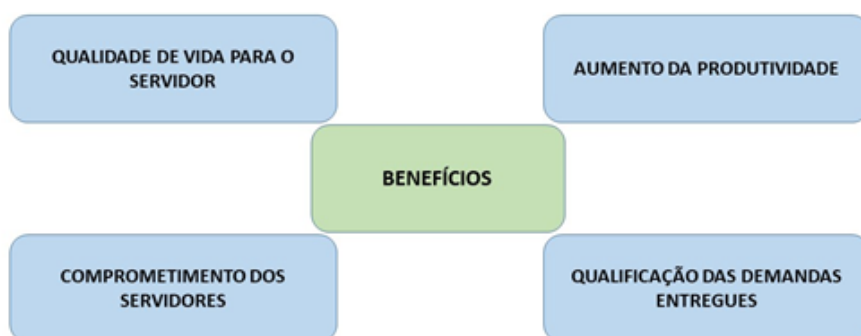 QUALIDADE DE VIDA PARA O
SERVIDOR
AUMENTO DA PRODUTIVIDADE
BENEFÍCIOS
COMPROMETIMENTO DOS
SERVIDORES
QUALIFICAÇÃO DAS DEMANDAS
ENTREGUES